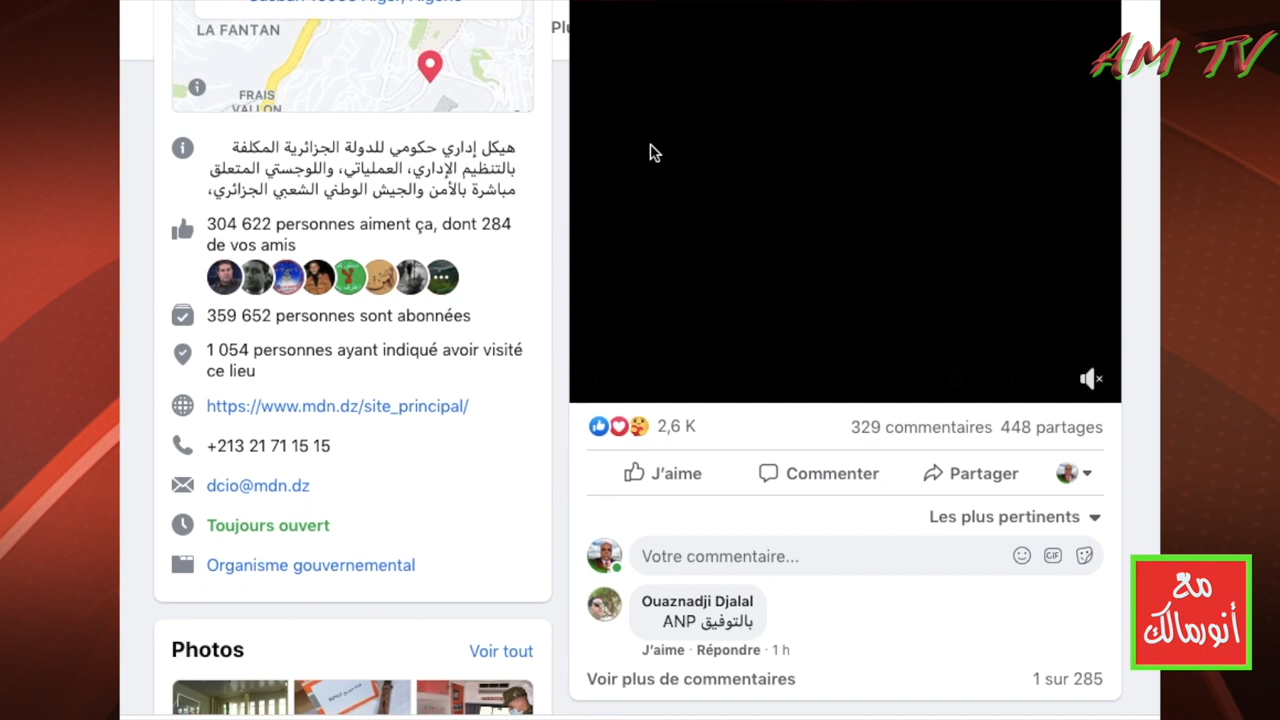 LA FANTAN
FRAIS
VALLON
هيكل إداري حكومي للدولة الجزائرية المكلفة
بالتنظيم الإداري، العملياتي، واللوجستي المتعلق
مباشرة بالأمن والجيش الوطني الشعبي الجزائري،
304 622 personnes aiment ça, dont 284
de vos amis
359 652 personnes sont abonnées
1 054 personnes ayant indiqué avoir visité
ce lieu
https://www.mdn.dz/site_principal/
+213 21 71 15 15
dcio@mdn.dz
Toujours ouvert
Organisme gouvernemental
Photos
Voir tout
AM TV
2,6 K
329 commentaires 448 partages
J'aime
Commenter
Partager
Les plus pertinents
Votre commentaire...
GIF
Ouaznadji Djalal
بالتوفيق ANP
J'aime · Répondre · 1 h
Voir plus de commentaires
1 sur 285
مع
أنورمالك